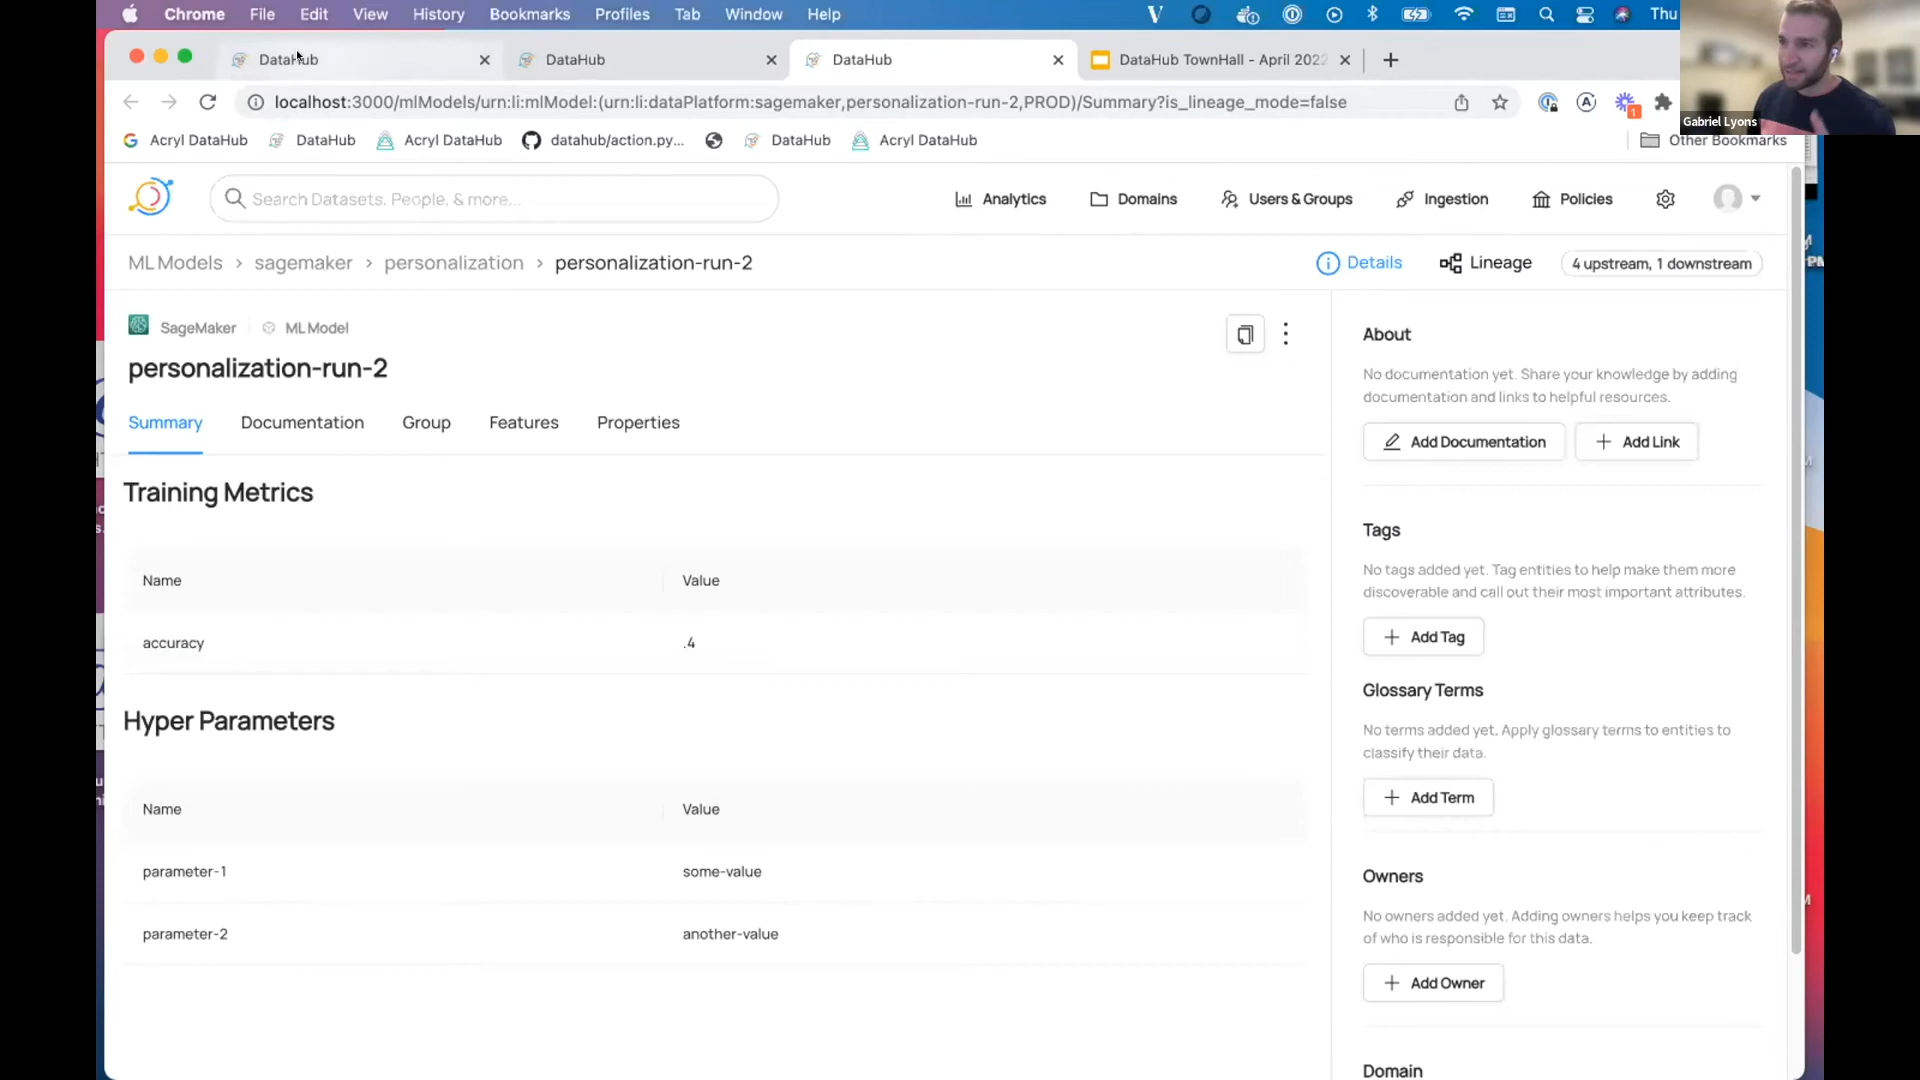 Chrome File Edit View History Bookmarks Profiles Tab Window Help Thu
DataHub DataHub DataHub DataHub TownHall - April 2022
localhost:3000/mlModels/urn:li:mlModel:(urn:li:dataPlatform:sagemaker,personalization-run-2,PROD)/Summary?is_lineage_mode=false
Gabriel Lyons
Acryl DataHub DataHub Acryl DataHub datahub/action.py... DataHub Acryl DataHub Other Bookmarks
Search Datasets, People, & more...
Analytics Domains Users & Groups Ingestion Policies
ML Models > sagemaker > personalization > personalization-run-2
Details Lineage 4 upstream, 1 downstream
SageMaker ML Model
personalization-run-2
Summary Documentation Group Features Properties
Training Metrics
Name Value
accuracy .4
Hyper Parameters
Name Value
parameter-1 some-value
parameter-2 another-value
About
No documentation yet. Share your knowledge by adding
documentation and links to helpful resources.
Add Documentation Add Link
Tags
No tags added yet. Tag entities to help make them more
discoverable and call out their most important attributes.
Add Tag
Glossary Terms
No terms added yet. Apply glossary terms to entities to
classify their data.
Add Term
Owners
No owners added yet. Adding owners helps you keep track
of who is responsible for this data.
Add Owner
Domain